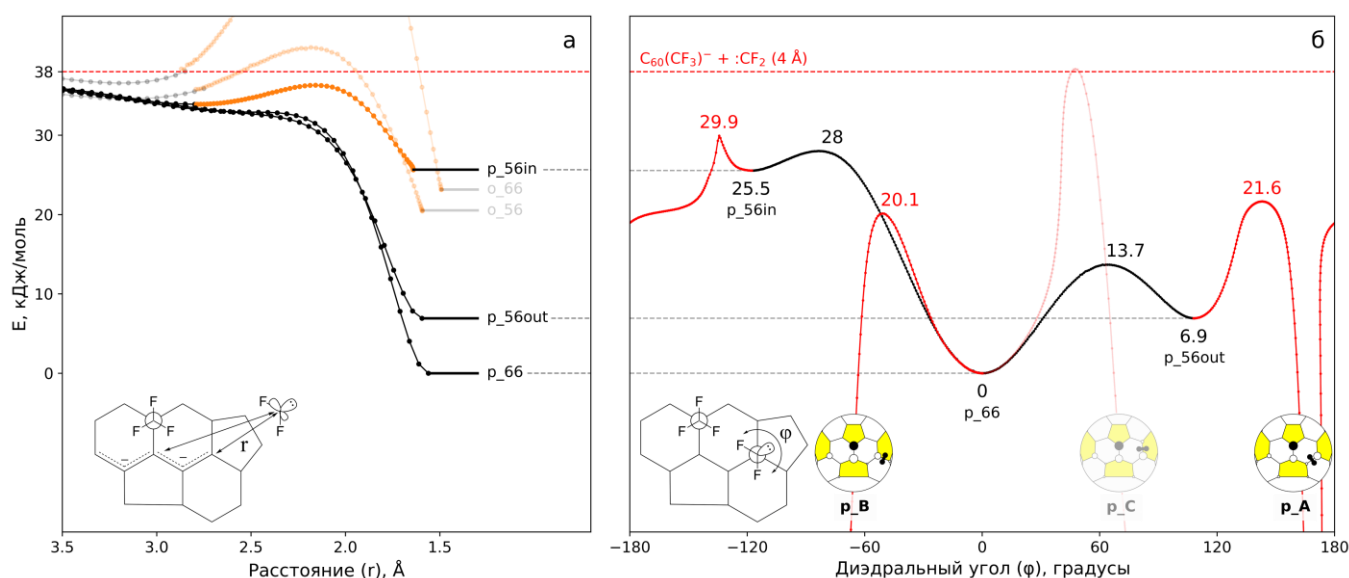 а
E, кДж/моль
38
30
20
10
0
p_56in
o_66
o_56
p_56out
p_66
F
F
F
F
F
r
–
–
3.5
3.0
2.5
2.0
1.5
Расстояние (r), Å
б
C₆₀(CF₃)⁻ + :CF₂ (4 Å)
29.9
28
25.5
p_56in
20.1
21.6
13.7
6.9
p_56out
0
p_66
F
F
F
F
F
φ
p_B
p_C
p_A
−180
−120
−60
0
60
120
180
Диэдральный угол (φ), градусы